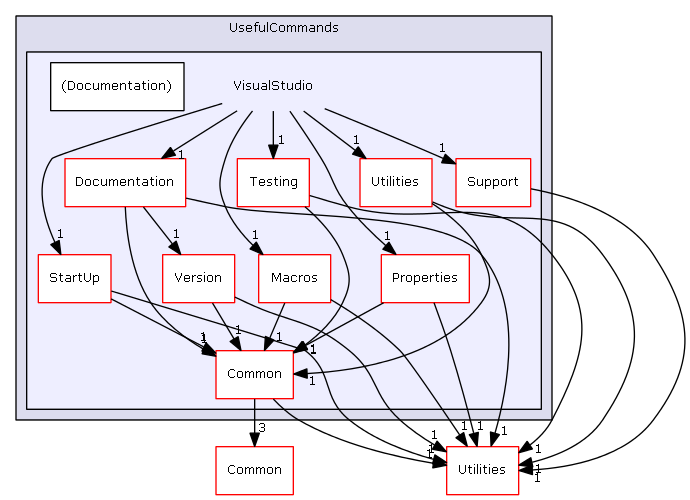 UsefulCommands
(Documentation)
VisualStudio
1
1
1
1
Documentation
Testing
Utilities
Support
1
1
1
1
StartUp
Version
Macros
Properties
1
1
1
1
1
Common
1
3
1
1
1
1
1
1
Common
Utilities
1
1